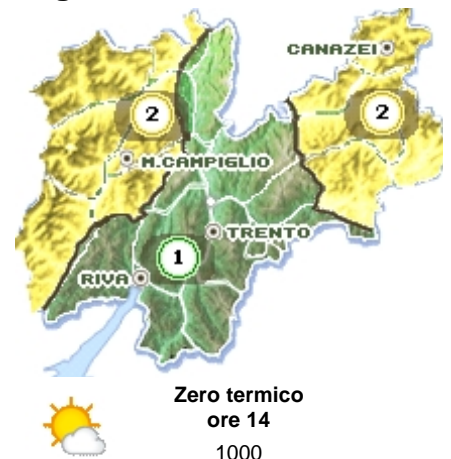 CANAZEI
2
2
M.CAMPIGLIO
TRENTO
1
RIVA
Zero termico
ore 14
1000